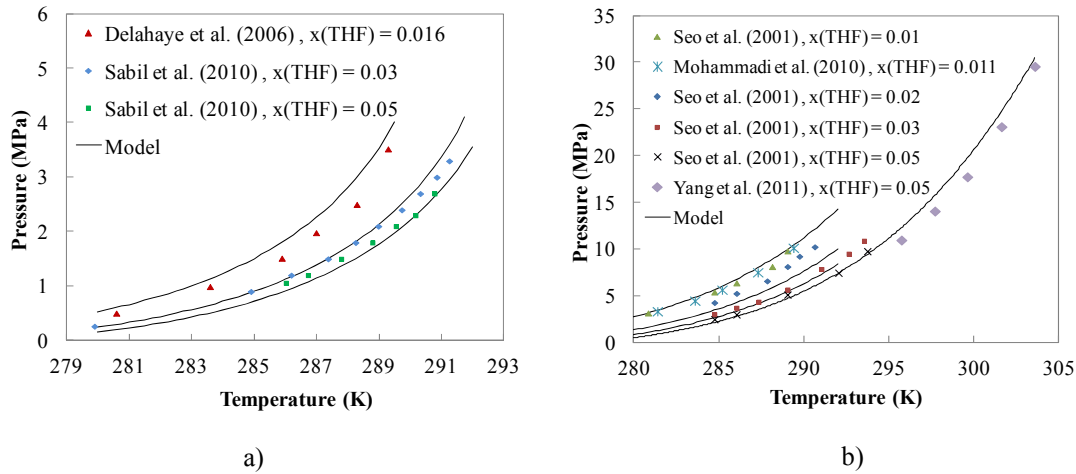 6
5
4
3
2
1
0
Pressure (MPa)
Delahaye et al. (2006) , x(THF) = 0.016
Sabil et al. (2010) , x(THF) = 0.03
Sabil et al. (2010) , x(THF) = 0.05
Model
279 281 283 285 287 289 291 293
Temperature (K)
a)
35
30
25
20
15
10
5
0
Pressure (MPa)
Seo et al. (2001), x(THF) = 0.01
Mohammadi et al. (2010), x(THF) = 0.011
Seo et al. (2001), x(THF) = 0.02
Seo et al. (2001), x(THF) = 0.03
Seo et al. (2001), x(THF) = 0.05
Yang et al. (2011), x(THF) = 0.05
Model
280 285 290 295 300 305
Temperature (K)
b)